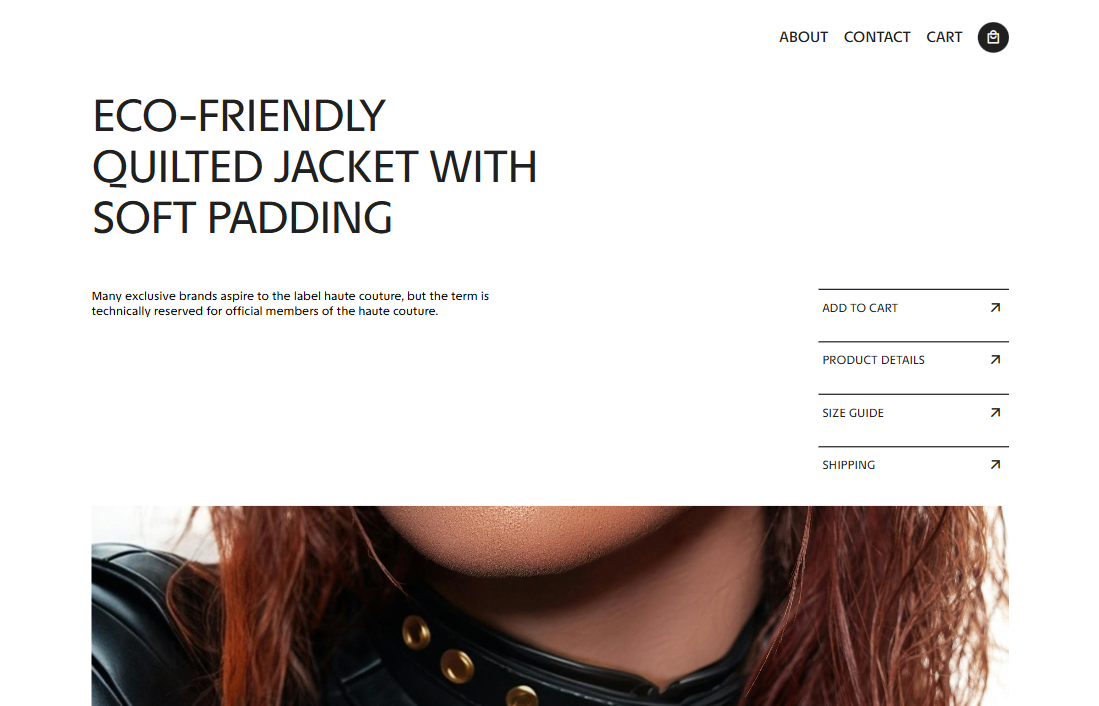 ABOUT CONTACT CART
ECO-FRIENDLY
QUILTED JACKET WITH
SOFT PADDING
Many exclusive brands aspire to the label haute couture, but the term is
technically reserved for official members of the haute couture.
ADD TO CART
PRODUCT DETAILS
SIZE GUIDE
SHIPPING